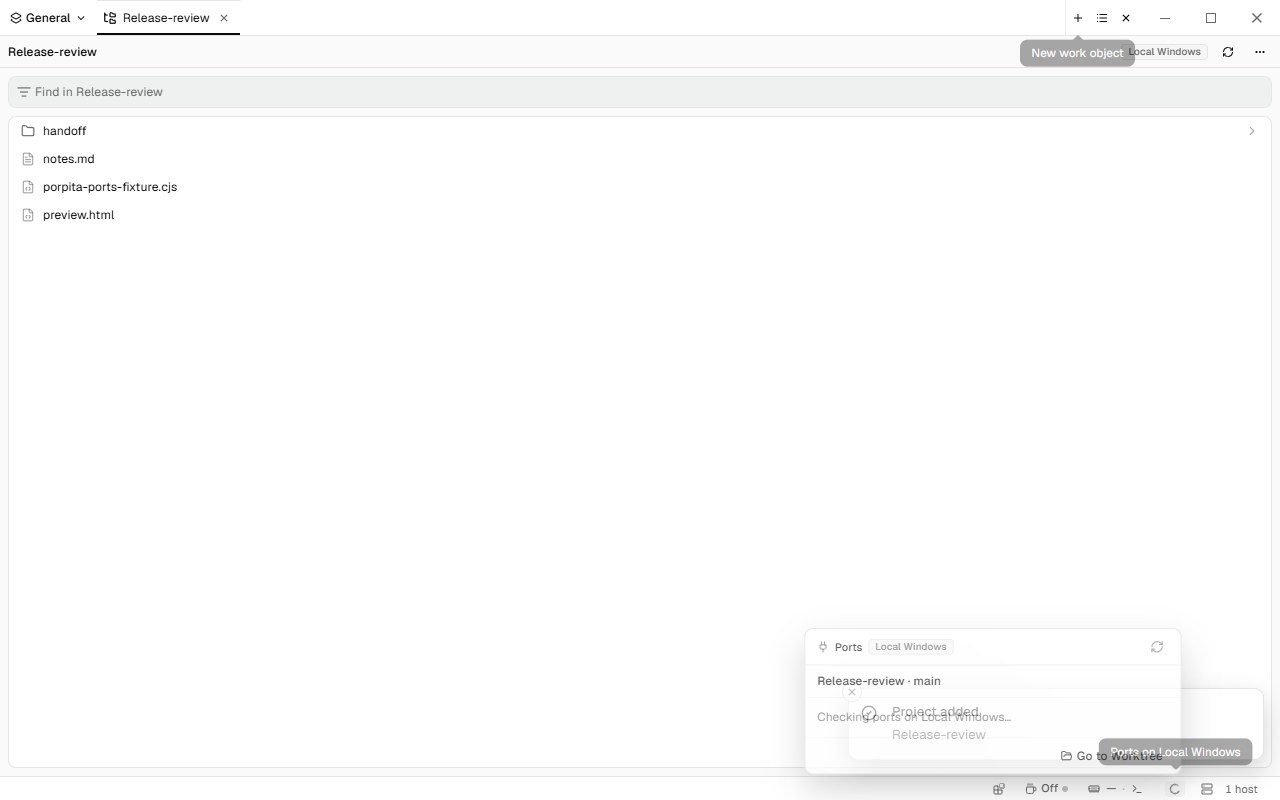 General
Release-review
Release-review
New work object
Local Windows
Find in Release-review
handoff
notes.md
porpita-ports-fixture.cjs
preview.html
Ports
Local Windows
Release-review · main
Project added
Checking ports on Local Windows…
Release-review
Go to Worktree
Ports on Local Windows
Off
— ·
1 host